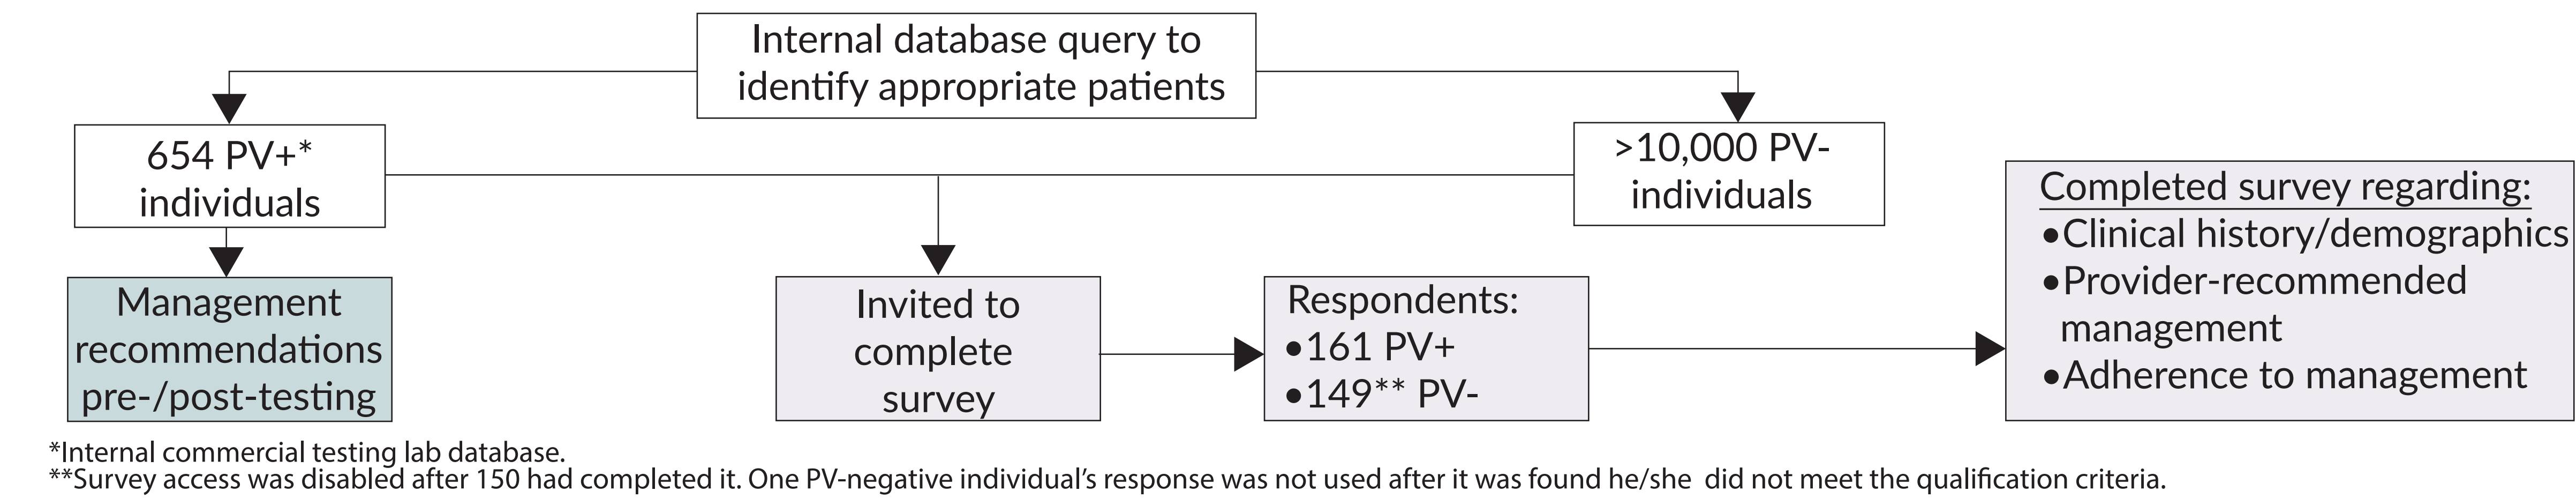 Internal database query to
identify appropriate patients
654 PV+*
individuals
>10,000 PV-
individuals
Management
recommendations
pre-/post-testing
Invited to
complete
survey
Respondents:
•161 PV+
•149** PV-
Completed survey regarding:
•Clinical history/demographics
•Provider-recommended
management
•Adherence to management
*Internal commercial testing lab database.
**Survey access was disabled after 150 had completed it. One PV-negative individual’s response was not used after it was found he/she did not meet the qualification criteria.